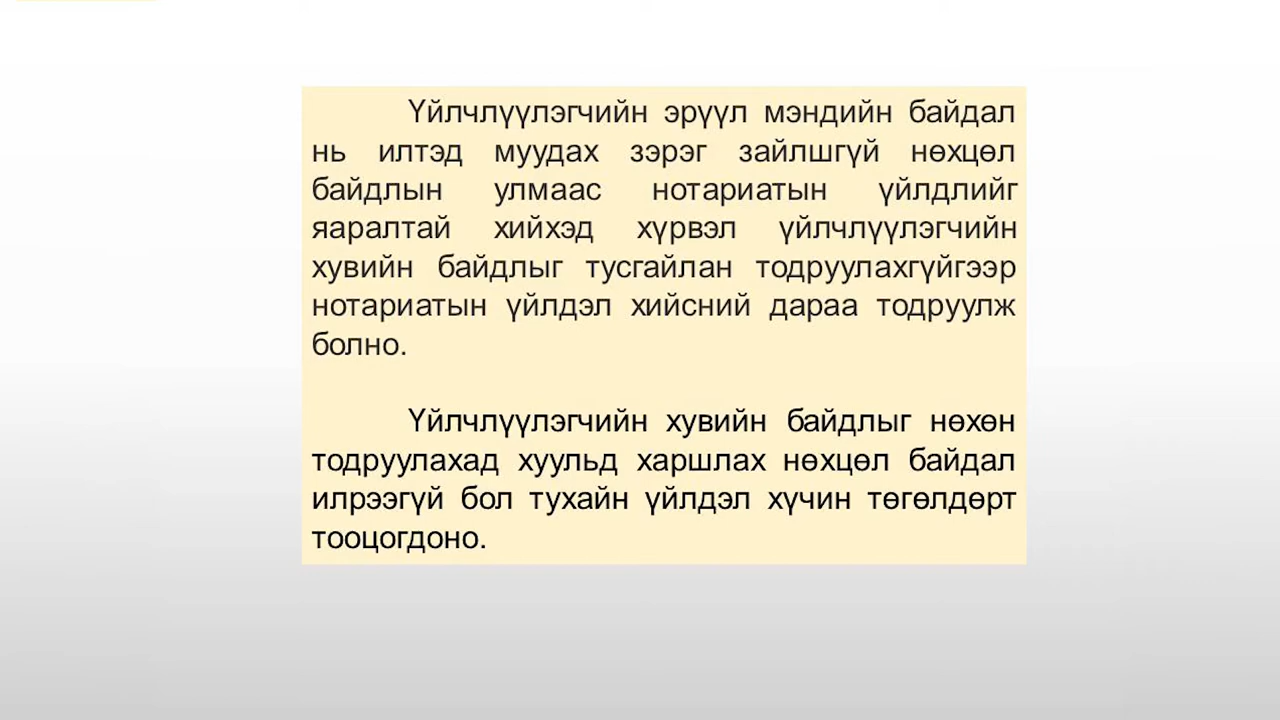 Үйлчлүүлэгчийн эрүүл мэндийн байдал
нь илтэд муудах зэрэг зайлшгүй нөхцөл
байдлын улмаас нотариатын үйлдлийг
яаралтай хийхэд хүрвэл үйлчлүүлэгчийн
хувийн байдлыг тусгайлан тодруулахгүйгээр
нотариатын үйлдэл хийсний дараа тодруулж
болно.
Үйлчлүүлэгчийн хувийн байдлыг нөхөн
тодруулахад хуульд харшлах нөхцөл байдал
илрээгүй бол тухайн үйлдэл хүчин төгөлдөрт
тооцогдоно.